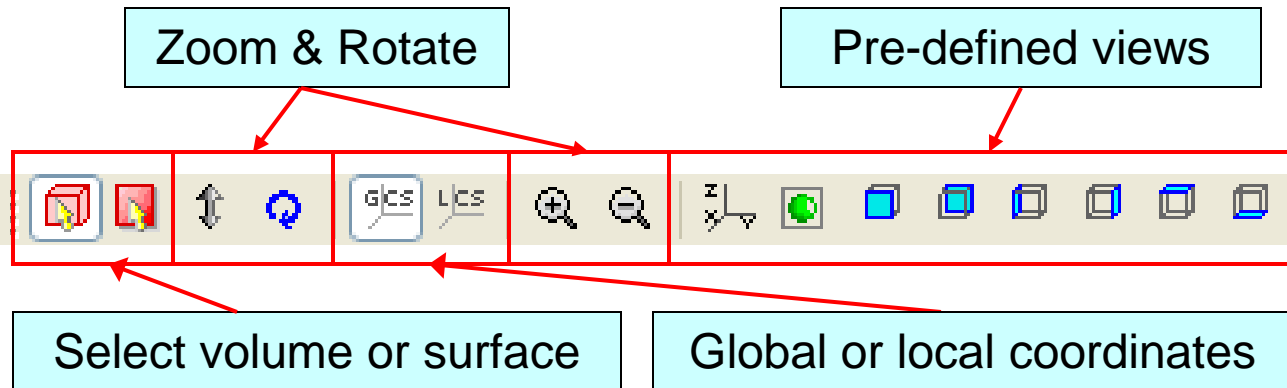 Zoom & Rotate
Pre-defined views
GCS LCS
Z
X Y
Select volume or surface
Global or local coordinates